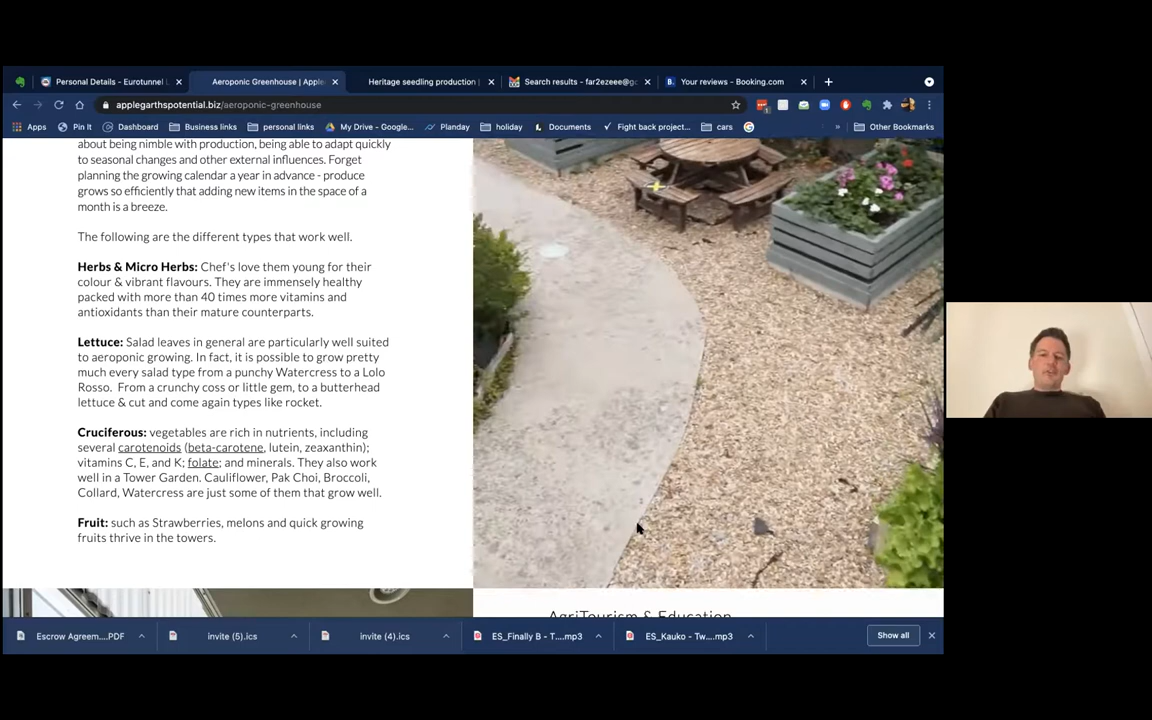 Personal Details - Eurotunnel
Aeroponic Greenhouse | Apple
Heritage seedling production |
Search results - far2ezeee@gc
Your reviews - Booking.com
applegarthspotential.biz/aeroponic-greenhouse
Apps
Pin It
Dashboard
Business links
personal links
My Drive - Google...
Planday
holiday
Documents
Fight back project...
cars
»
Other Bookmarks
about being nimble with production, being able to adapt quickly
to seasonal changes and other external influences. Forget
planning the growing calendar a year in advance - produce
grows so efficiently that adding new items in the space of a
month is a breeze.
The following are the different types that work well.
Herbs & Micro Herbs: Chef's love them young for their
colour & vibrant flavours. They are immensely healthy
packed with more than 40 times more vitamins and
antioxidants than their mature counterparts.
Lettuce: Salad leaves in general are particularly well suited
to aeroponic growing. In fact, it is possible to grow pretty
much every salad type from a punchy Watercress to a Lolo
Rosso. From a crunchy coss or little gem, to a butterhead
lettuce & cut and come again types like rocket.
Cruciferous: vegetables are rich in nutrients, including
several carotenoids (beta-carotene, lutein, zeaxanthin);
vitamins C, E, and K; folate; and minerals. They also work
well in a Tower Garden. Cauliflower, Pak Choi, Broccoli,
Collard, Watercress are just some of them that grow well.
Fruit: such as Strawberries, melons and quick growing
fruits thrive in the towers.
AgriTourism & Education
Escrow Agreem....PDF
invite (5).ics
invite (4).ics
ES_Finally B - T....mp3
ES_Kauko - Tw....mp3
Show all